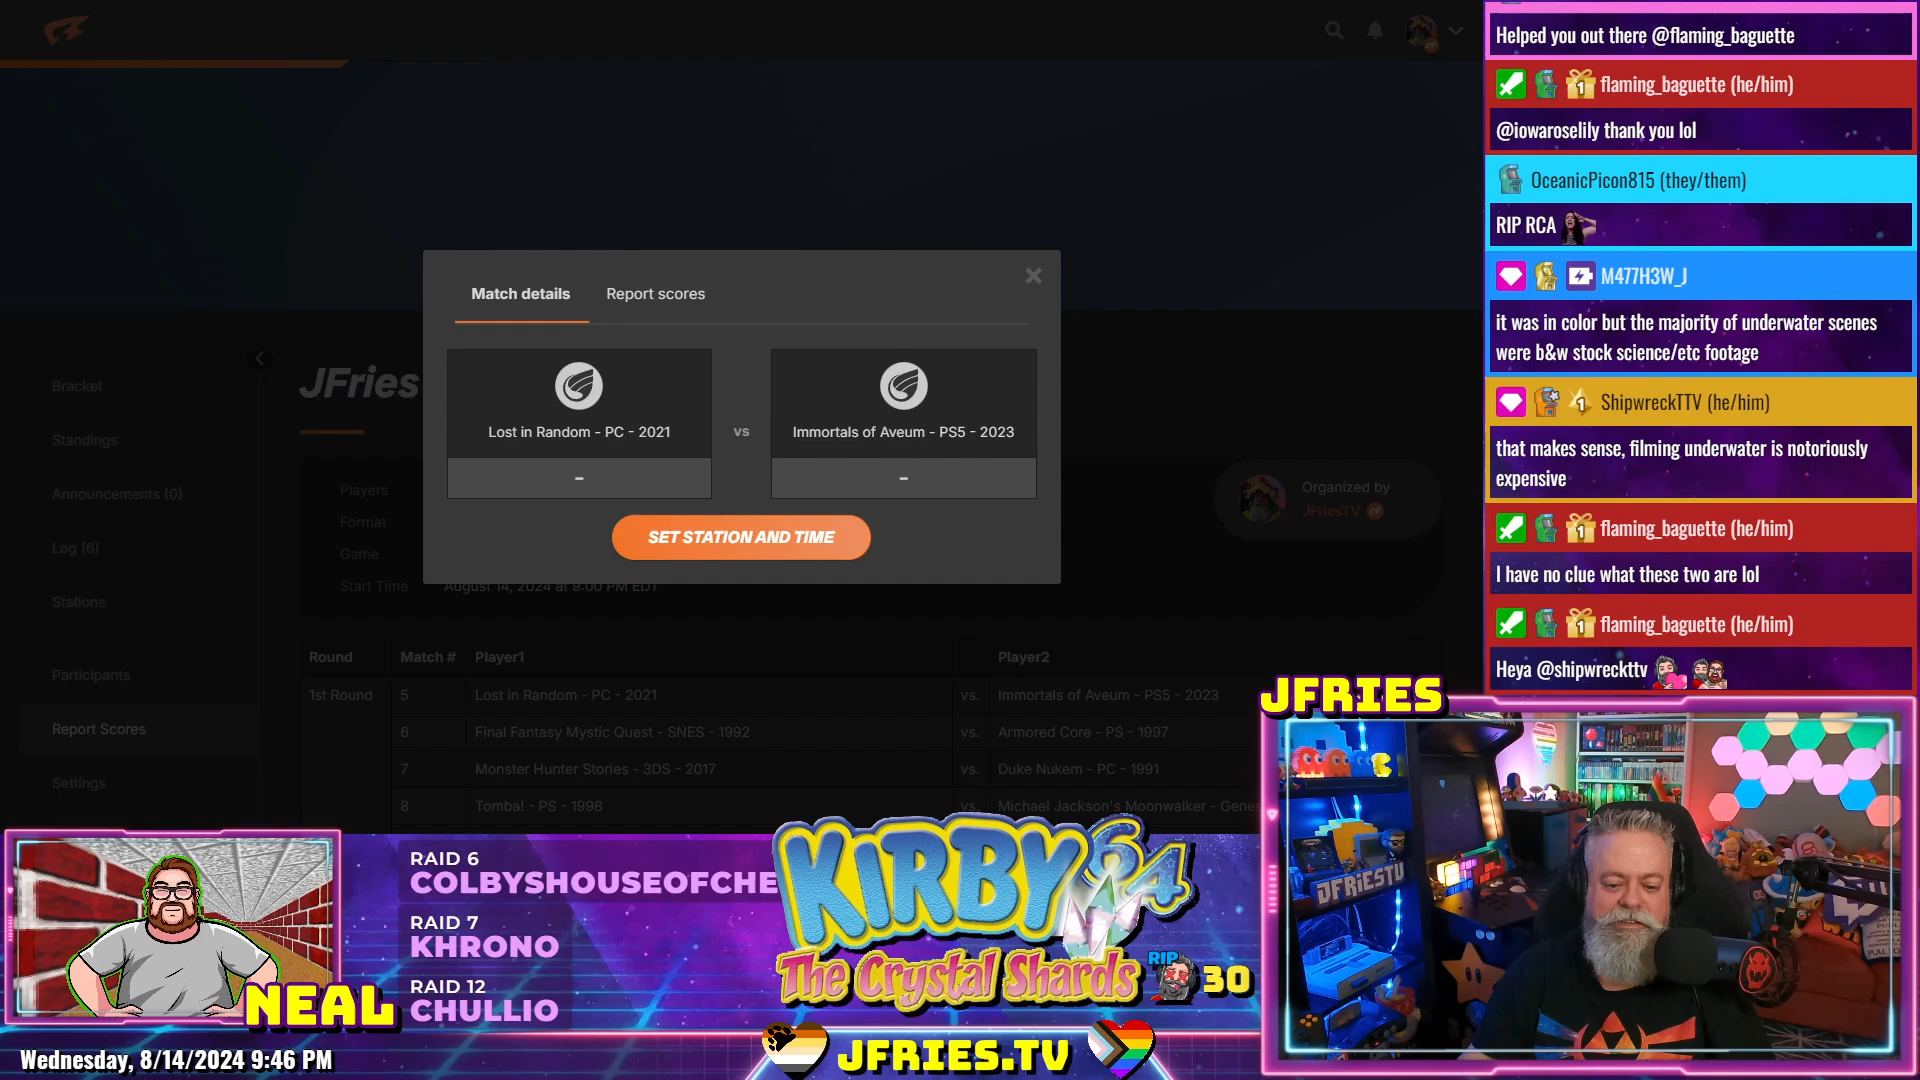 Helped you out there @flaming_baguette
flaming_baguette (he/him)
@iowaroselily thank you lol
OceanicPicon815 (they/them)
RIP RCA
M477H3W_J
it was in color but the majority of underwater scenes
were b&w stock science/etc footage
1 ShipwreckTTV (he/him)
that makes sense, filming underwater is notoriously
expensive
1 flaming_baguette (he/him)
I have no clue what these two are lol
1 flaming_baguette (he/him)
Heya @shipwreckttv
Match details
Report scores
Lost in Random - PC - 2021
vs
Immortals of Aveum - PS5 - 2023
-
-
SET STATION AND TIME
Bracket
Standings
Announcements (0)
Log (6)
Stations
Participants
Report Scores
Settings
JFries
Players
Format
Game
Start Time
August 14, 2024 at 9:00 PM EDT
Organized by
JFriesTV
Round Match # Player1 Player2
1st Round 5 Lost in Random - PC - 2021 vs. Immortals of Aveum - PS5 - 2023
6 Final Fantasy Mystic Quest - SNES - 1992 vs. Armored Core - PS - 1997
7 Monster Hunter Stories - 3DS - 2017 vs. Duke Nukem - PC - 1991
8 Tomba! - PS - 1998 vs. Michael Jackson's Moonwalker - Genes
JFRIES
JFRIESTV
NEAL
RAID 6
COLBYSHOUSEOFCHE
RAID 7
KHRONO
RAID 12
CHULLIO
KIRBY 64
The Crystal Shards
RIP
30
JFRIES.TV
Wednesday, 8/14/2024 9:46 PM